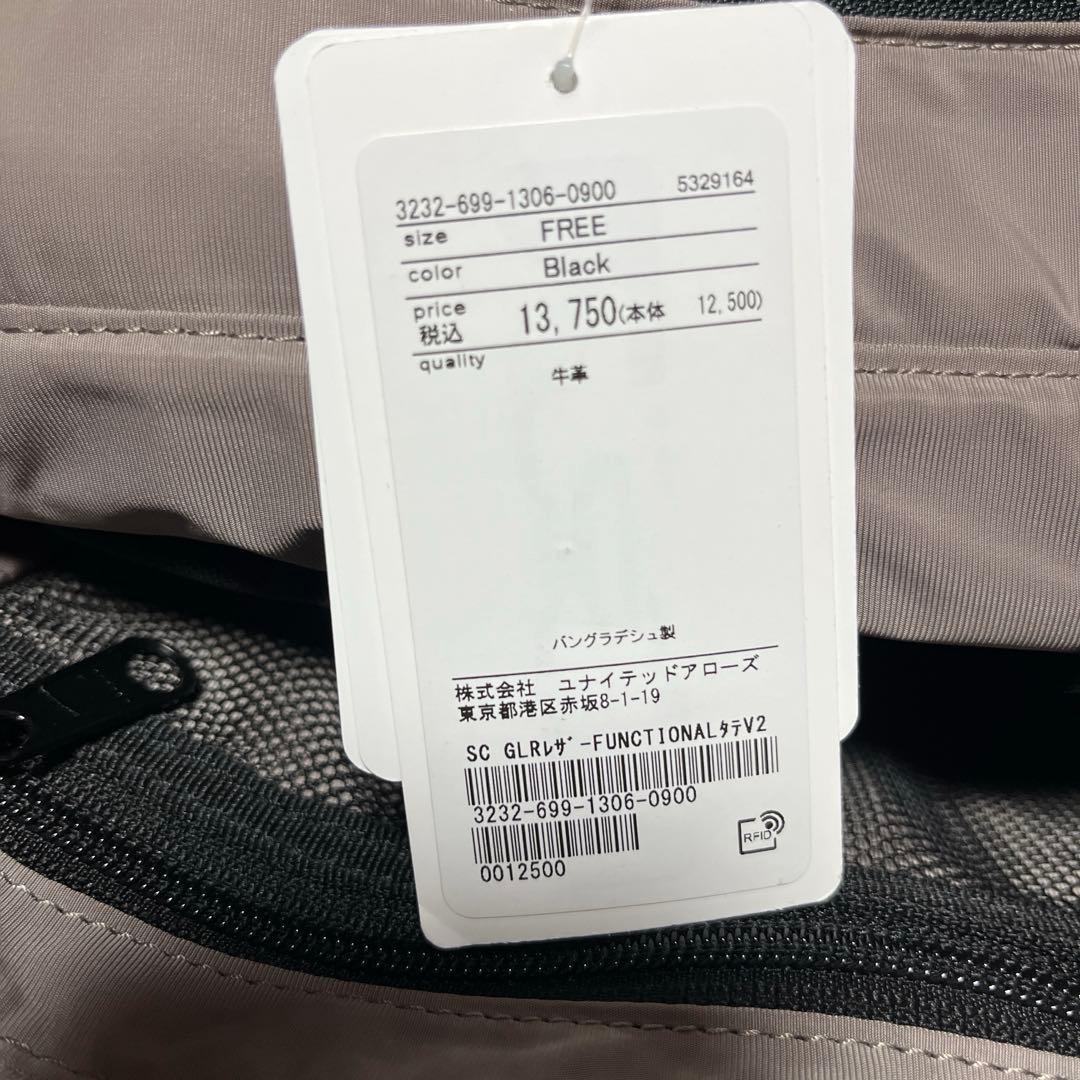 3232-699-1306-0900 5329164
size FREE
color Black
price
税込 13,750(本体 12,500)
quality
牛革
バングラデシュ製
株式会社 ユナイテッドアローズ
東京都港区赤坂8-1-19
SC GLRﾚｻﾞｰFUNCTIONALﾀﾃV2
3232-699-1306-0900
RFID
0012500